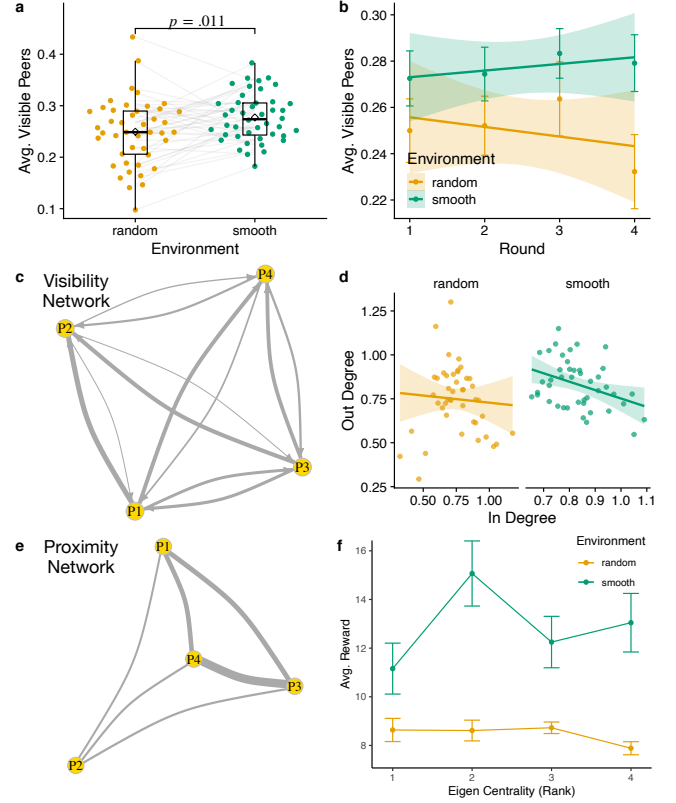 a
p = .011
Avg. Visible Peers
0.4
0.3
0.2
0.1
random
smooth
Environment
b
Avg. Visible Peers
0.28
0.26
0.24
0.22
Environment
random
smooth
1
2
3
4
Round
c
Visibility
Network
P4
P2
P3
P1
d
random
smooth
Out Degree
1.25
1.00
0.75
0.50
0.25
0.50
0.75
1.00
0.7
0.8
0.9
1.0
1.1
In Degree
e
Proximity
Network
P1
P4
P3
P2
f
Environment
random
smooth
Avg. Reward
16
14
12
10
8
1
2
3
4
Eigen Centrality (Rank)